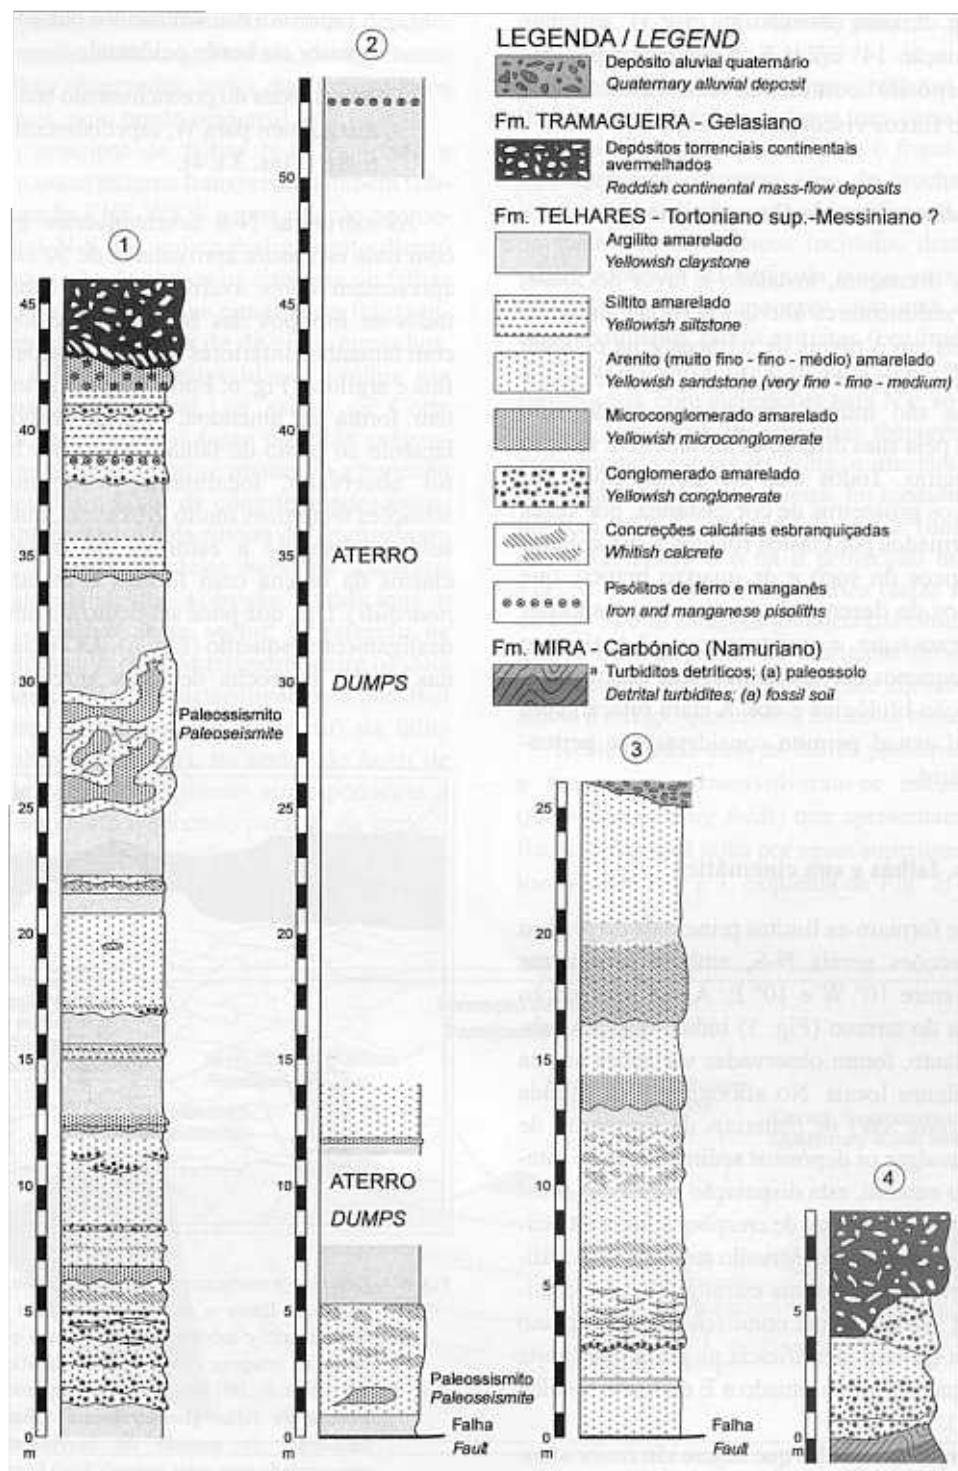 LEGENDA / LEGEND
Depósito aluvial quaternário
Quaternary alluvial deposit
Fm. TRAMAGUEIRA - Gelasiano
Depósitos torrenciais continentais
avermelhados
Reddish continental mass-flow deposits
Fm. TELHARES - Tortoniano sup.-Messiniano ?
Argilito amarelado
Yellowish claystone
Siltito amarelado
Yellowish siltstone
Arenito (muito fino - fino - médio) amarelado
Yellowish sandstone (very fine - fine - medium)
Microconglomerado amarelado
Yellowish microconglomerate
Conglomerado amarelado
Yellowish conglomerate
Concreções calcárias esbranquiçadas
Whitish calcrete
Pisólitos de ferro e manganês
Iron and manganese pisoliths
Fm. MIRA - Carbónico (Namuriano)
a Turbiditos detríticos; (a) paleossolo
Detrital turbidites; (a) fossil soil
1
45
40
35
30
25
20
15
10
5
0
m
Paleossismito
Paleoseismite
2
50
45
40
35
30
25
20
15
10
5
0
m
ATERRO
DUMPS
ATERRO
DUMPS
Paleossismito
Paleoseismite
Falha
Fault
3
25
20
15
10
5
0
m
Falha
Fault
4
5
0
m